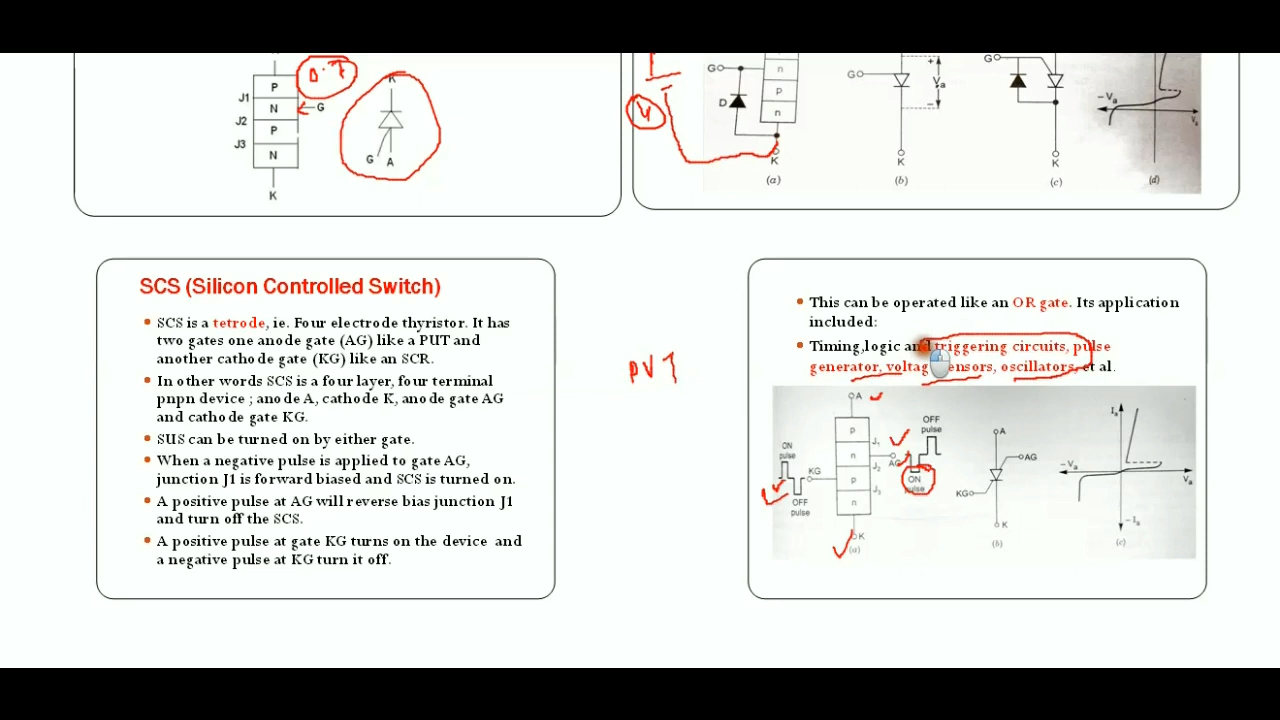 P
J1
N
G
J2
P
J3
N
K
0.7
K
G A
G
n
p
n
D
K
(a)
G
+
Va
−
K
(b)
G
K
(c)
− Va
Va
(d)
SCS (Silicon Controlled Switch)
• SCS is a tetrode, ie. Four electrode thyristor. It has
two gates one anode gate (AG) like a PUT and
another cathode gate (KG) like an SCR.
• In other words SCS is a four layer, four terminal
pnpn device ; anode A, cathode K, anode gate AG
and cathode gate KG.
• SUS can be turned on by either gate.
• When a negative pulse is applied to gate AG,
junction J1 is forward biased and SCS is turned on.
• A positive pulse at AG will reverse bias junction J1
and turn off the SCS.
• A positive pulse at gate KG turns on the device and
a negative pulse at KG turn it off.
PUT
• This can be operated like an OR gate. Its application
included:
• Timing,logic and triggering circuits, pulse
generator, voltage sensors, oscillators, et al.
A
p
n
p
n
J1
J2
J3
ON
pulse
OFF
pulse
KG
AG
OFF
pulse
ON
pulse
K
(a)
A
AG
KG
K
(b)
Ia
− Va
Va
− Ia
(c)